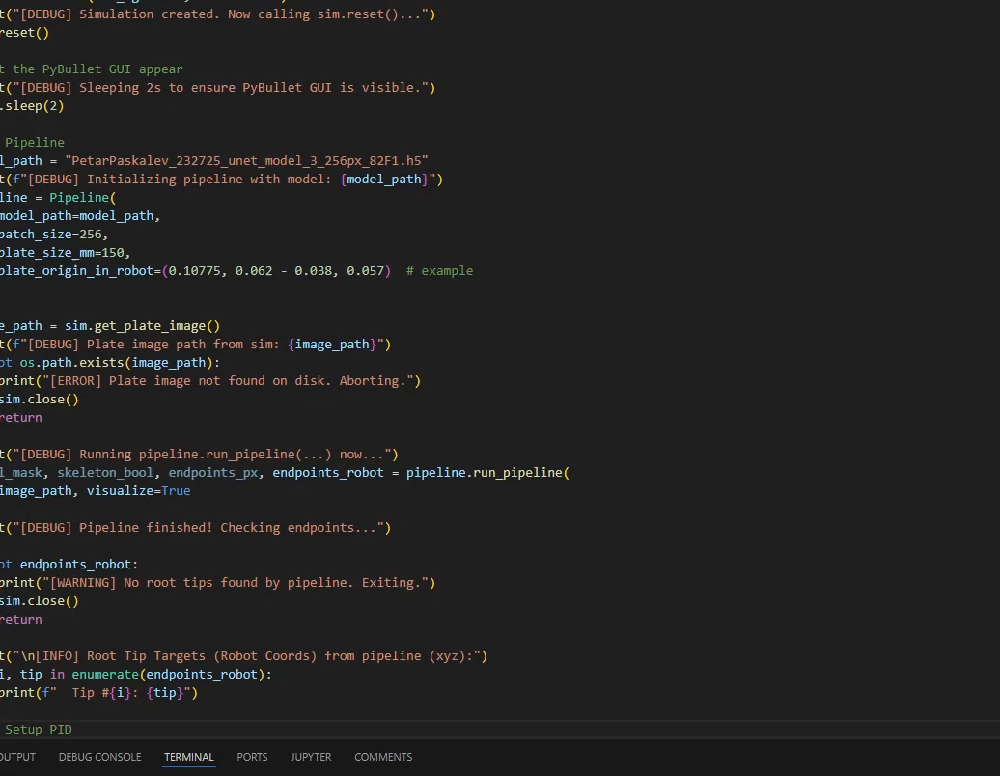 t("[DEBUG] Simulation created. Now calling sim.reset()...")
reset()
t the PyBullet GUI appear
t("[DEBUG] Sleeping 2s to ensure PyBullet GUI is visible.")
.sleep(2)
Pipeline
l_path = "PetarPaskalev_232725_unet_model_3_256px_82F1.h5"
t(f"[DEBUG] Initializing pipeline with model: {model_path}")
line = Pipeline(
model_path=model_path,
patch_size=256,
plate_size_mm=150,
plate_origin_in_robot=(0.10775, 0.062 - 0.038, 0.057)  # example
e_path = sim.get_plate_image()
t(f"[DEBUG] Plate image path from sim: {image_path}")
ot os.path.exists(image_path):
print("[ERROR] Plate image not found on disk. Aborting.")
sim.close()
return
t("[DEBUG] Running pipeline.run_pipeline(...) now...")
l_mask, skeleton_bool, endpoints_px, endpoints_robot = pipeline.run_pipeline(
image_path, visualize=True
t("[DEBUG] Pipeline finished! Checking endpoints...")
ot endpoints_robot:
print("[WARNING] No root tips found by pipeline. Exiting.")
sim.close()
return
t("\n[INFO] Root Tip Targets (Robot Coords) from pipeline (xyz):")
i, tip in enumerate(endpoints_robot):
print(f"  Tip #{i}: {tip}")
Setup PID
OUTPUT DEBUG CONSOLE TERMINAL PORTS JUPYTER COMMENTS